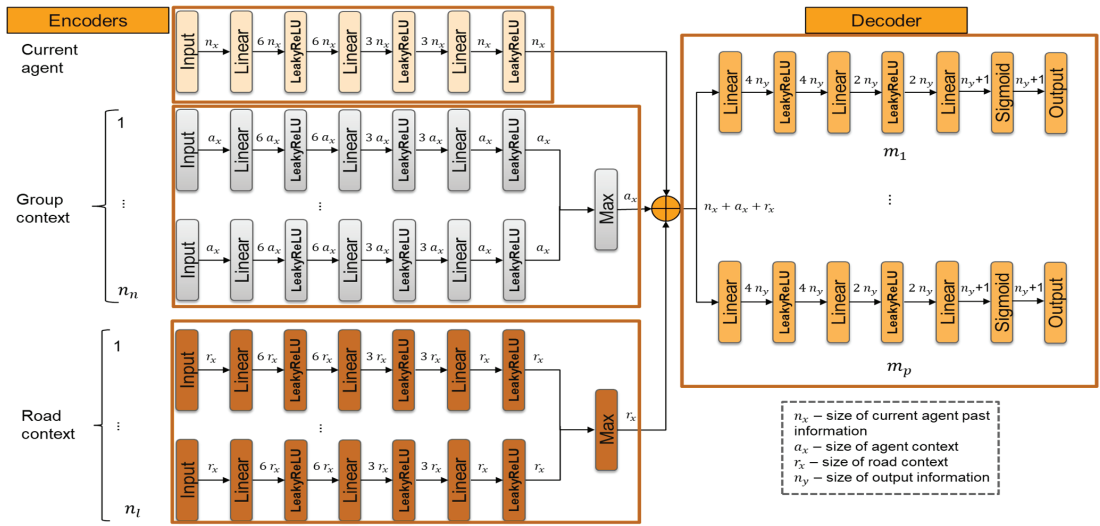 Encoders
Decoder
Current
agent
Input n_x Linear 6 n_x LeakyReLU 6 n_x Linear 3 n_x LeakyReLU 3 n_x Linear n_x LeakyReLU n_x
Group
context
1
⋮
n_n
Input a_x Linear 6 a_x LeakyReLU 6 a_x Linear 3 a_x LeakyReLU 3 a_x Linear a_x LeakyReLU a_x
⋮
Input a_x Linear 6 a_x LeakyReLU 6 a_x Linear 3 a_x LeakyReLU 3 a_x Linear a_x LeakyReLU a_x
Max a_x
Road
context
1
⋮
n_l
Input r_x Linear 6 r_x LeakyReLU 6 r_x Linear 3 r_x LeakyReLU 3 r_x Linear r_x LeakyReLU r_x
⋮
Input r_x Linear 6 r_x LeakyReLU 6 r_x Linear 3 r_x LeakyReLU 3 r_x Linear r_x LeakyReLU r_x
Max r_x
n_x + a_x + r_x
Linear 4 n_y LeakyReLU 4 n_y Linear 2 n_y LeakyReLU 2 n_y Linear n_y+1 Sigmoid n_y+1 Output
m_1
⋮
Linear 4 n_y LeakyReLU 4 n_y Linear 2 n_y LeakyReLU 2 n_y Linear n_y+1 Sigmoid n_y+1 Output
m_p
n_x – size of current agent past
information
a_x – size of agent context
r_x – size of road context
n_y – size of output information